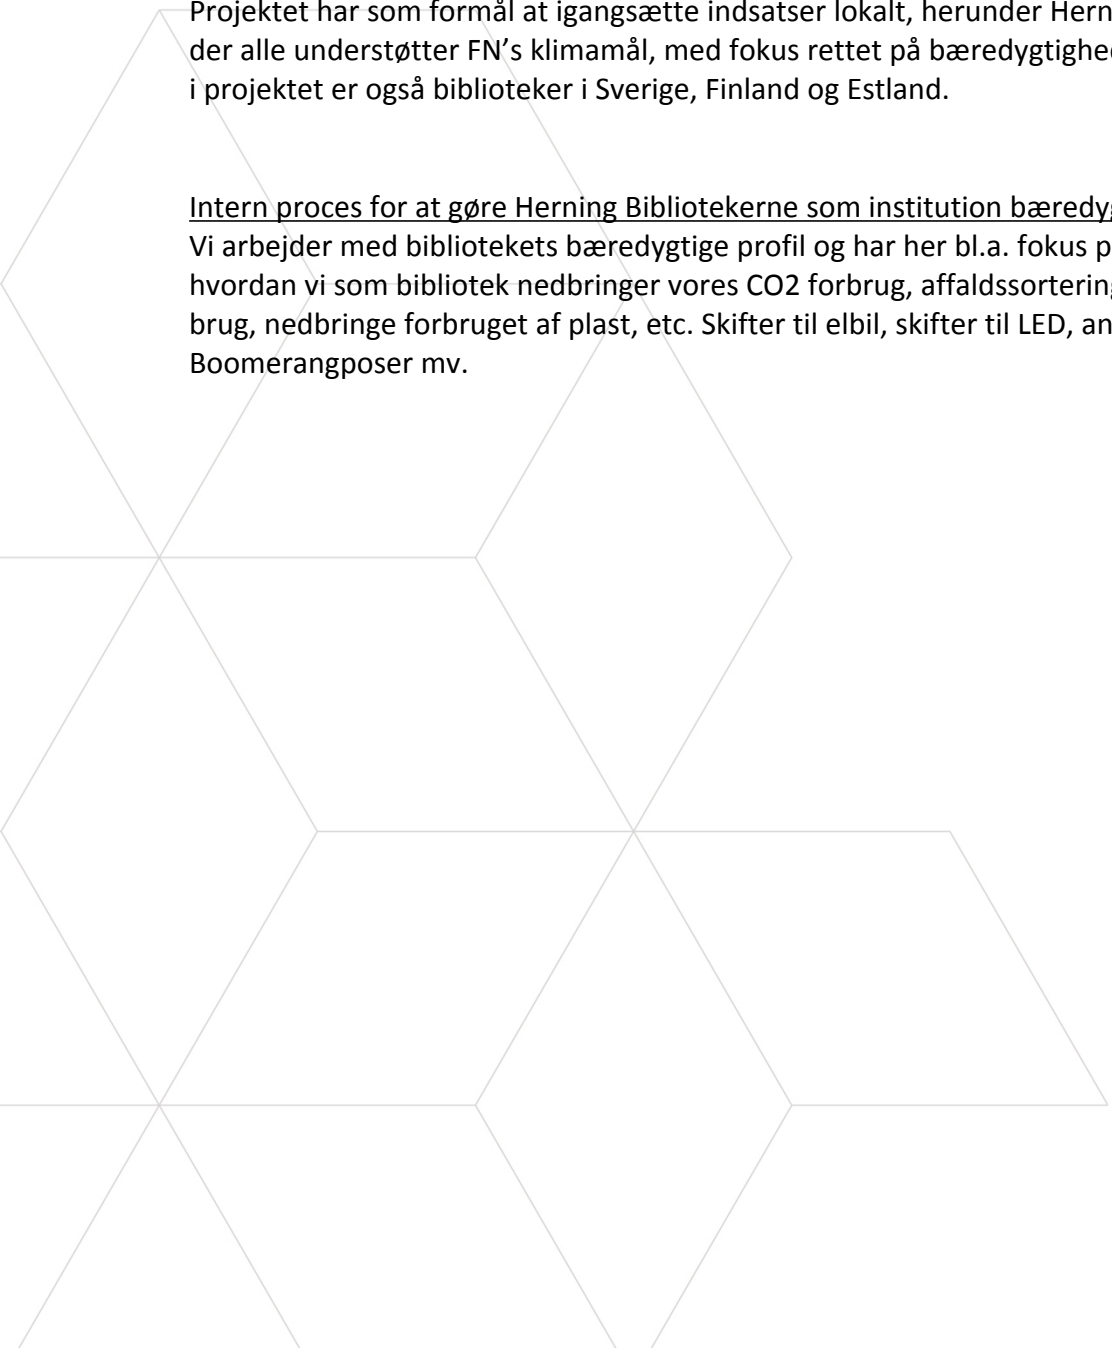 Projektet har som formål at igangsætte indsatser lokalt, herunder Hern
der alle understøtter FN’s klimamål, med fokus rettet på bæredygtighed
i projektet er også biblioteker i Sverige, Finland og Estland.
Intern proces for at gøre Herning Bibliotekerne som institution bæredyg
Vi arbejder med bibliotekets bæredygtige profil og har her bl.a. fokus p
hvordan vi som bibliotek nedbringer vores CO2 forbrug, affaldssortering
brug, nedbringe forbruget af plast, etc. Skifter til elbil, skifter til LED, an
Boomerangposer mv.